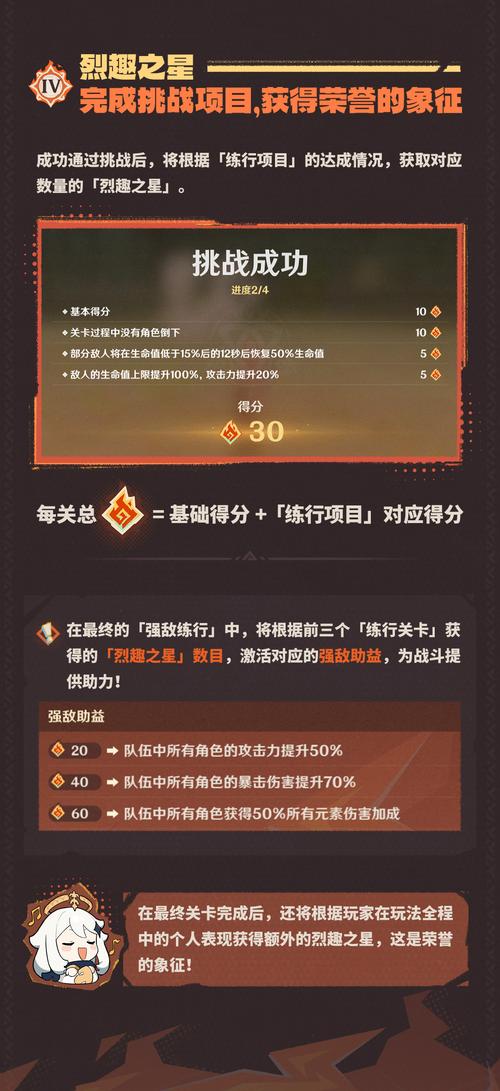 IV
烈趣之星
完成挑战项目,获得荣誉的象征
成功通过挑战后，将根据「练行项目」的达成情况，获取对应
数量的「烈趣之星」。
挑战成功
进度2/4
基本得分 10
关卡过程中没有角色倒下 10
部分敌人将在生命值低于15%后的12秒后恢复50%生命值 5
敌人的生命值上限提升100%, 攻击力提升20% 5
得分
30
每关总 = 基础得分 +「练行项目」对应得分
在最终的「强敌练行」中，将根据前三个「练行关卡」获
得的「烈趣之星」数目，激活对应的强敌助益，为战斗提
供助力！
强敌助益
20 ➡ 队伍中所有角色的攻击力提升50%
40 ➡ 队伍中所有角色的暴击伤害提升70%
60 ➡ 队伍中所有角色获得50%所有元素伤害加成
在最终关卡完成后，还将根据玩家在玩法全程
中的个人表现获得额外的烈趣之星，这是荣誉
的象征！